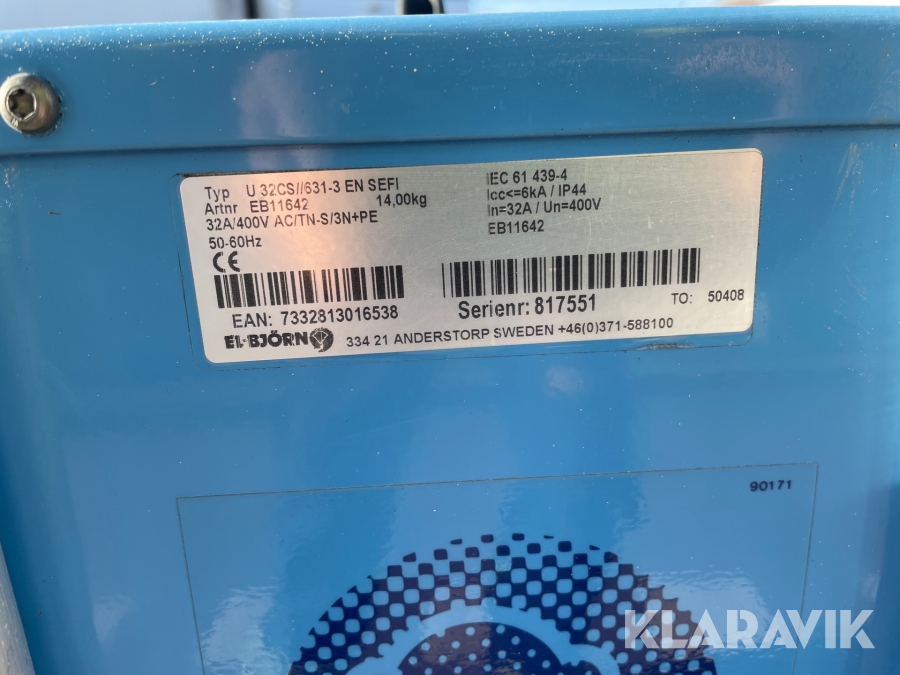 Typ U 32CS//631-3 EN SEFI
Artnr EB11642 14,00kg
32A/400V AC/TN-S/3N+PE
50-60Hz
CE
IEC 61 439-4
Icc<=6kA / IP44
In=32A / Un=400V
EB11642
EAN: 7332813016538
Serienr: 817551
TO: 50408
EL-BJÖRN 334 21 ANDERSTORP SWEDEN +46(0)371-588100
90171
KLARAVIK